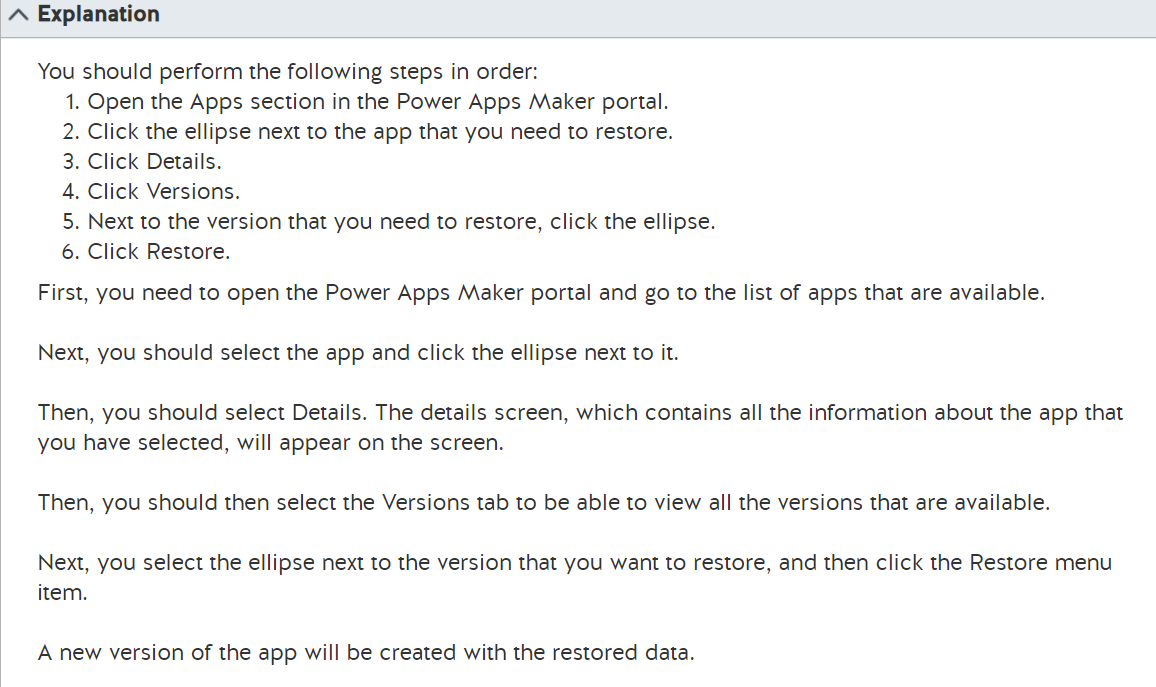 Explanation
You should perform the following steps in order:
1. Open the Apps section in the Power Apps Maker portal.
2. Click the ellipse next to the app that you need to restore.
3. Click Details.
4. Click Versions.
5. Next to the version that you need to restore, click the ellipse.
6. Click Restore.
First, you need to open the Power Apps Maker portal and go to the list of apps that are available.
Next, you should select the app and click the ellipse next to it.
Then, you should select Details. The details screen, which contains all the information about the app that
you have selected, will appear on the screen.
Then, you should then select the Versions tab to be able to view all the versions that are available.
Next, you select the ellipse next to the version that you want to restore, and then click the Restore menu
item.
A new version of the app will be created with the restored data.